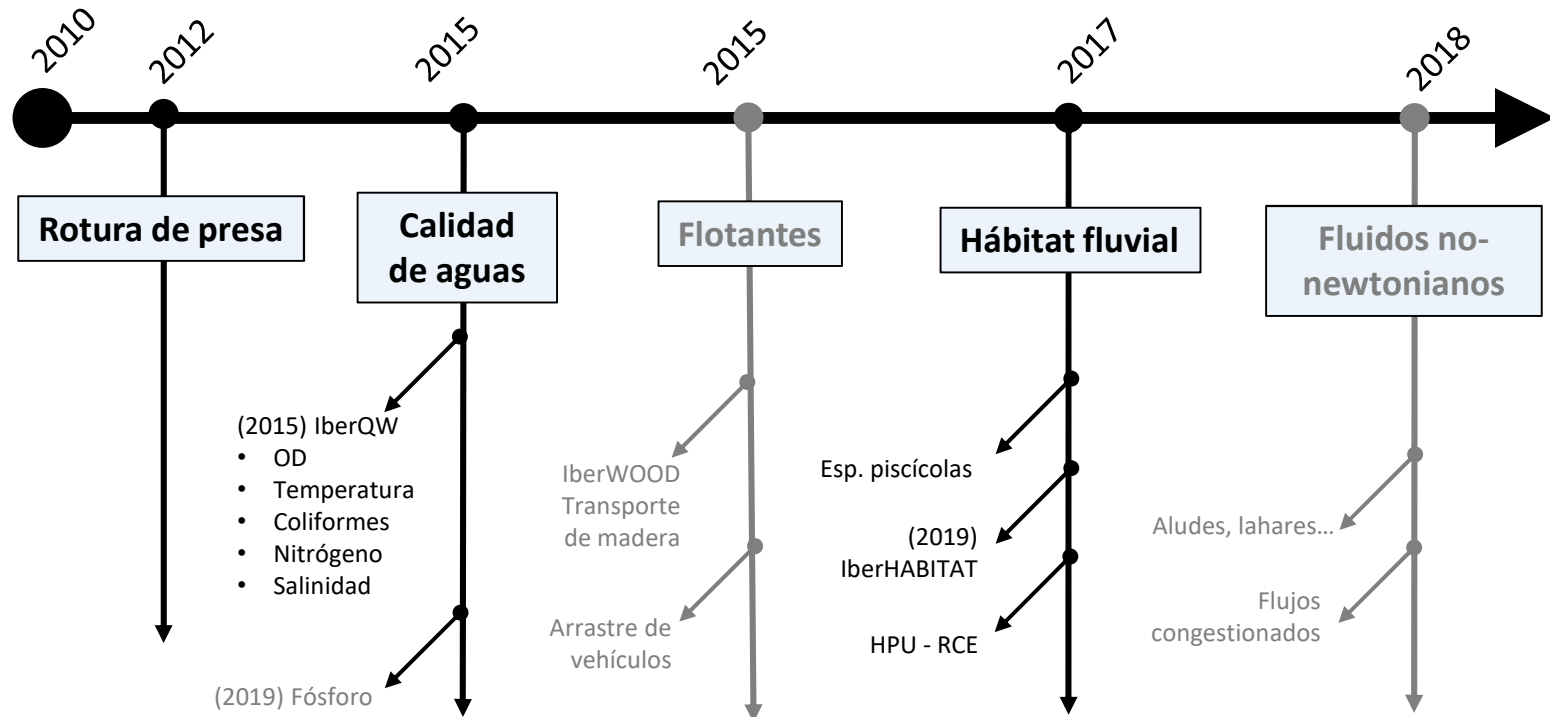 2010
2012
2015
2015
2017
2018
Rotura de presa
Calidad
de aguas
Flotantes
Hábitat fluvial
Fluidos no-
newtonianos
(2015) IberQW
• OD
• Temperatura
• Coliformes
• Nitrógeno
• Salinidad
(2019) Fósforo
IberWOOD
Transporte
de madera
Arrastre de
vehículos
Esp. piscícolas
(2019)
IberHABITAT
HPU - RCE
Aludes, lahares...
Flujos
congestionados